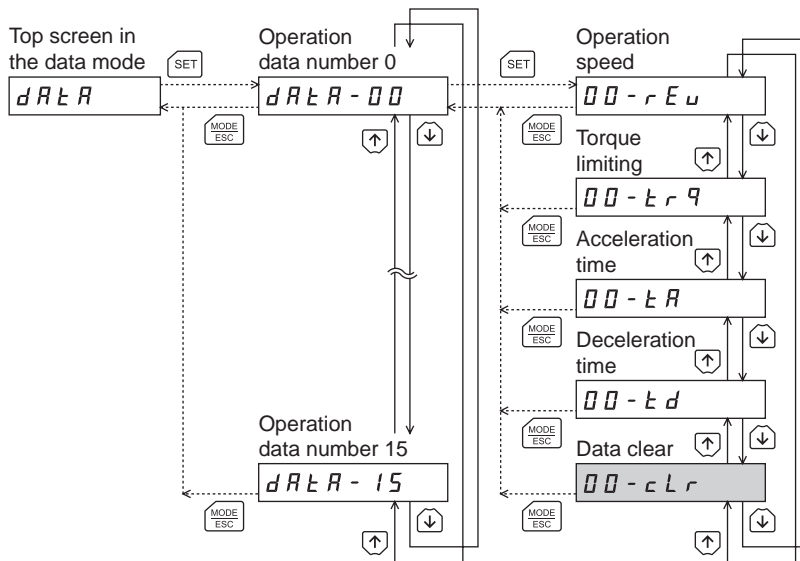 Top screen in
the data mode
dAtA
SET
MODE
ESC
Operation
data number 0
dAtA-00
↑
↓
Operation
data number 15
dAtA-15
MODE
ESC
↑
↓
SET
Operation
speed
00-rEv
MODE
ESC
↓
Torque
limiting
↑
00-trq
MODE
ESC
↓
Acceleration
time
↑
00-tA
MODE
ESC
↓
Deceleration
time
↑
00-td
MODE
ESC
↓
Data clear
↑
00-cLr
MODE
ESC
↑
↓